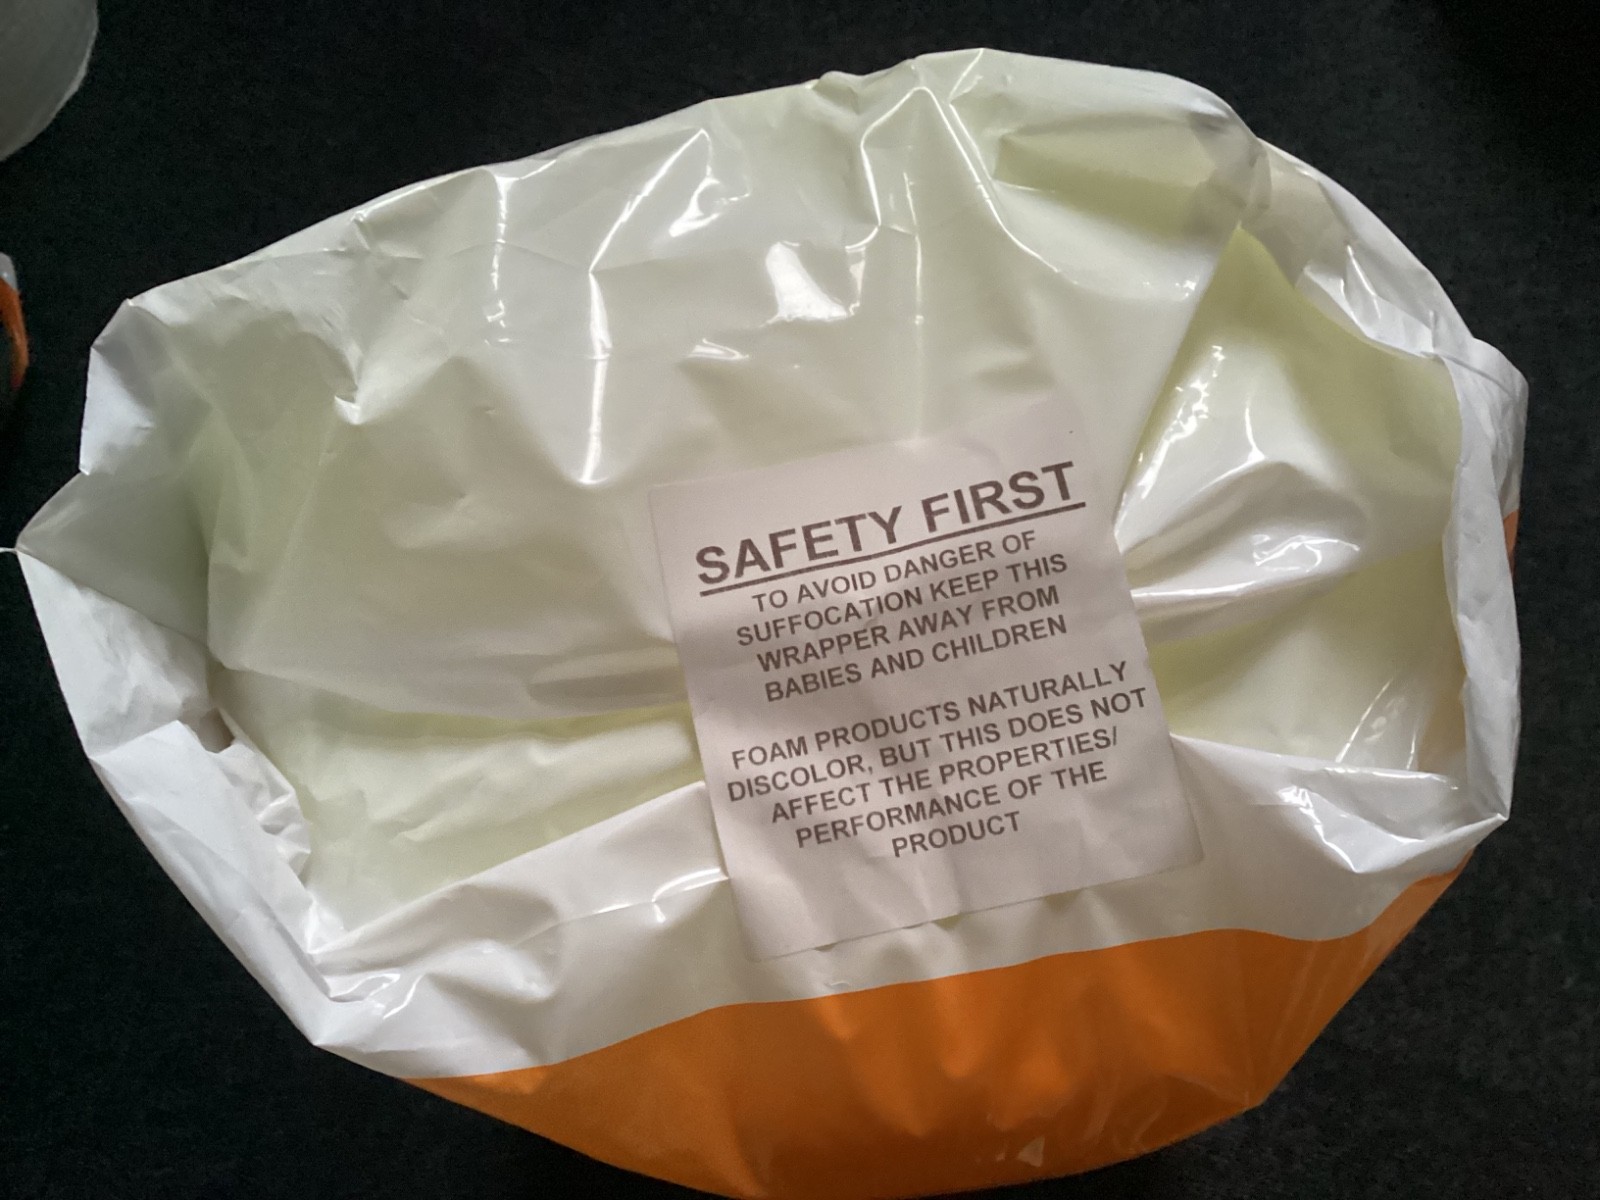 SAFETY FIRST
TO AVOID DANGER OF
SUFFOCATION KEEP THIS
WRAPPER AWAY FROM
BABIES AND CHILDREN
FOAM PRODUCTS NATURALLY
DISCOLOR, BUT THIS DOES NOT
AFFECT THE PROPERTIES/
PERFORMANCE OF THE
PRODUCT